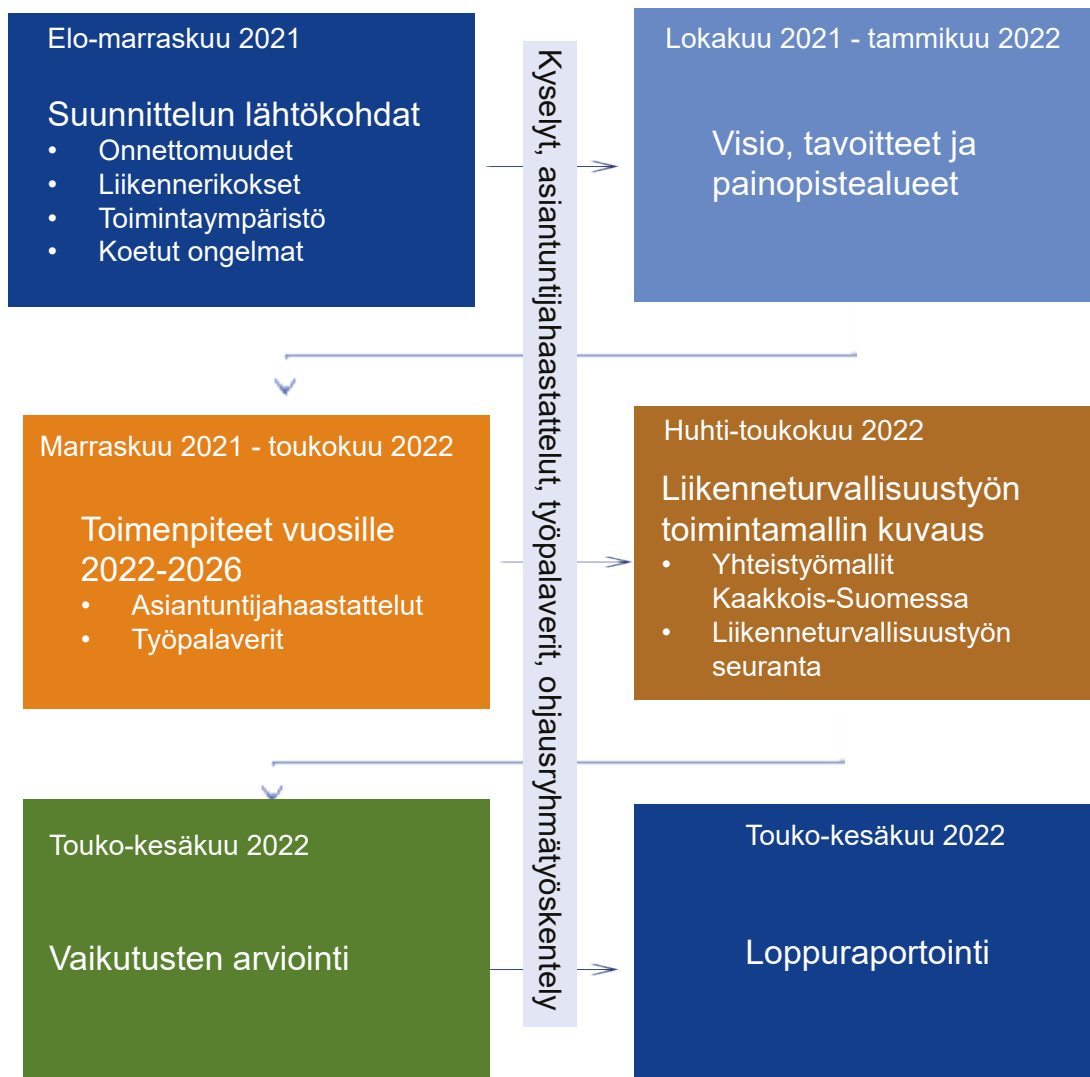 Elo-marraskuu 2021
Suunnittelun lähtökohdat
• Onnettomuudet
• Liikennerikokset
• Toimintaympäristö
• Koetut ongelmat
Lokakuu 2021 - tammikuu 2022
Visio, tavoitteet ja
painopistealueet
Kyselyt, asiantuntijahaastattelut, työpalaverit, ohjausryhmätyöskentely
Marraskuu 2021 - toukokuu 2022
Toimenpiteet vuosille
2022-2026
• Asiantuntijahaastattelut
• Työpalaverit
Huhti-toukokuu 2022
Liikenneturvallisuustyön
toimintamallin kuvaus
• Yhteistyömallit
Kaakkois-Suomessa
• Liikenneturvallisuustyön
seuranta
Touko-kesäkuu 2022
Vaikutusten arviointi
Touko-kesäkuu 2022
Loppuraportointi